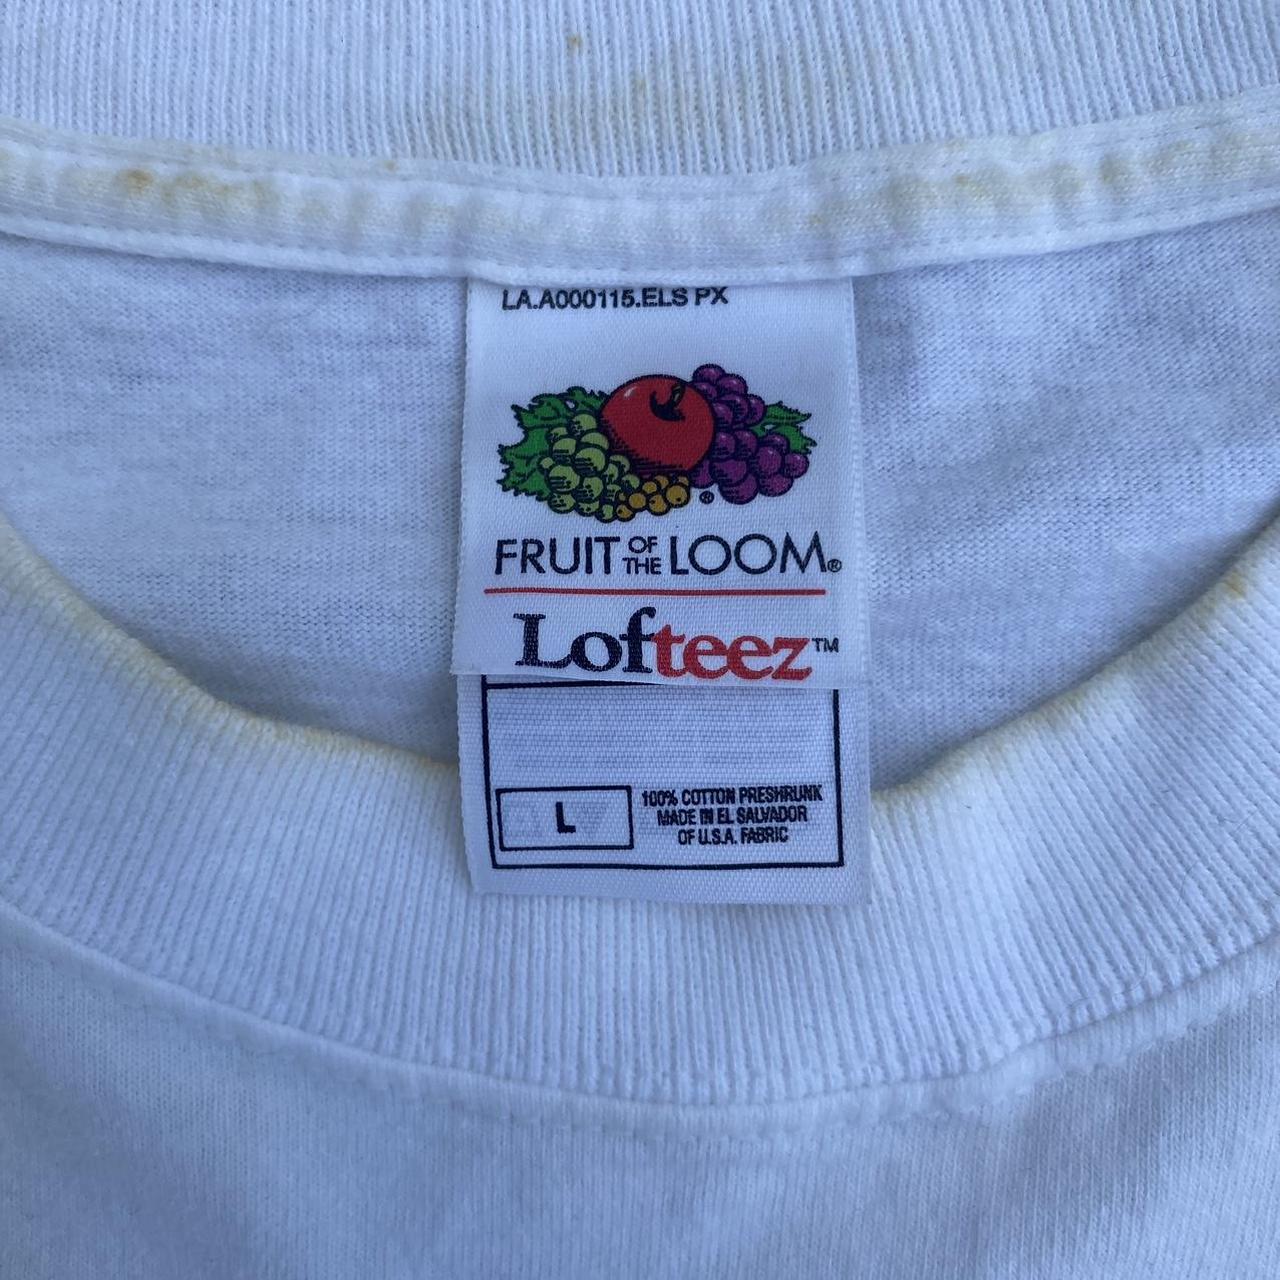 LA.A000115.ELS PX
FRUIT OF THE LOOM®
Lofteez™
L
100% COTTON PRESHRUNK
MADE IN EL SALVADOR
OF U.S.A. FABRIC